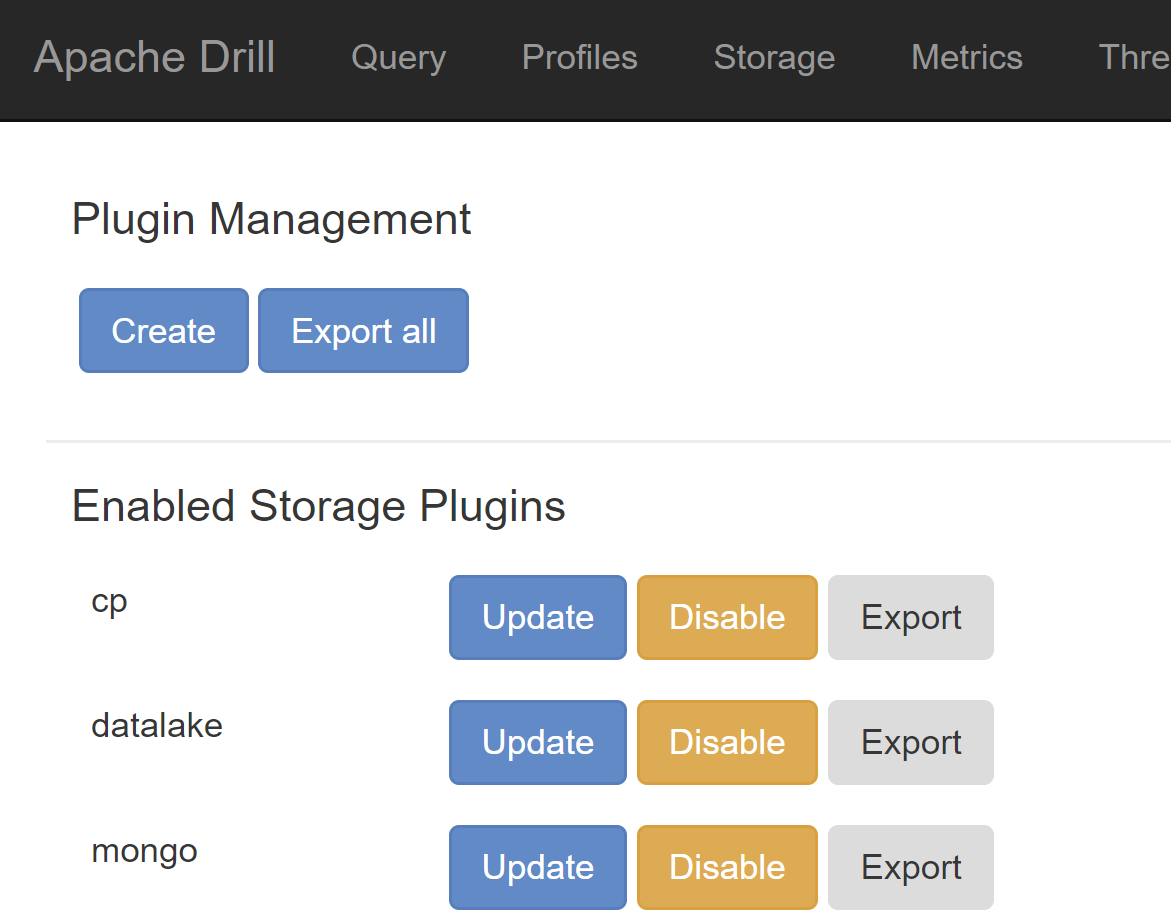 Apache Drill Query Profiles Storage Metrics Thre
Plugin Management
Create Export all
Enabled Storage Plugins
cp Update Disable Export
datalake Update Disable Export
mongo Update Disable Export